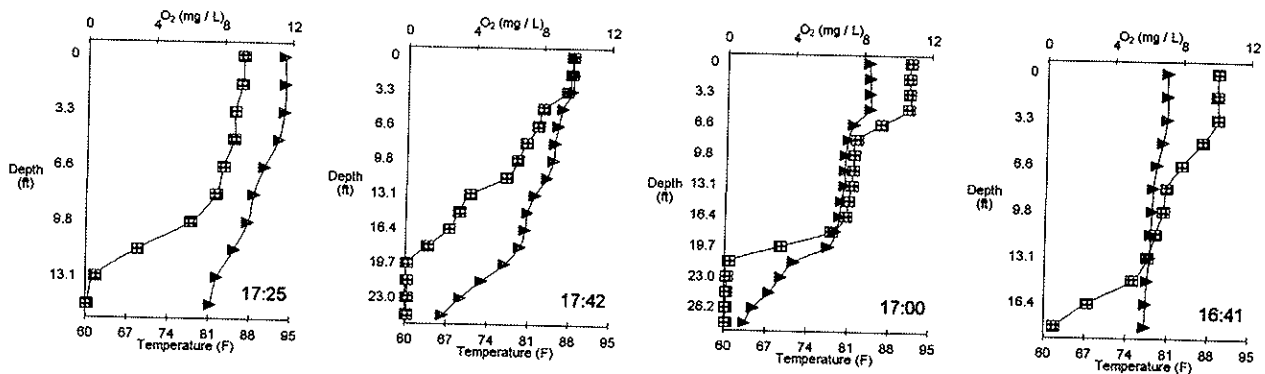 O2 (mg / L)
0 4 8 12
0
3.3
6.6
9.8
13.1
Depth
(ft)
17:25
60 67 74 81 88 95
Temperature (F)
O2 (mg / L)
0 4 8 12
0
3.3
6.6
9.8
13.1
16.4
19.7
23.0
Depth
(ft)
17:42
60 67 74 81 88 95
Temperature (F)
O2 (mg / L)
0 4 8 12
0
3.3
6.6
9.8
13.1
16.4
19.7
23.0
26.2
Depth
(ft)
17:00
60 67 74 81 88 95
Temperature (F)
O2 (mg / L)
0 4 8 12
0
3.3
6.6
9.8
13.1
16.4
Depth
(ft)
16:41
60 67 74 81 88 95
Temperature (F)